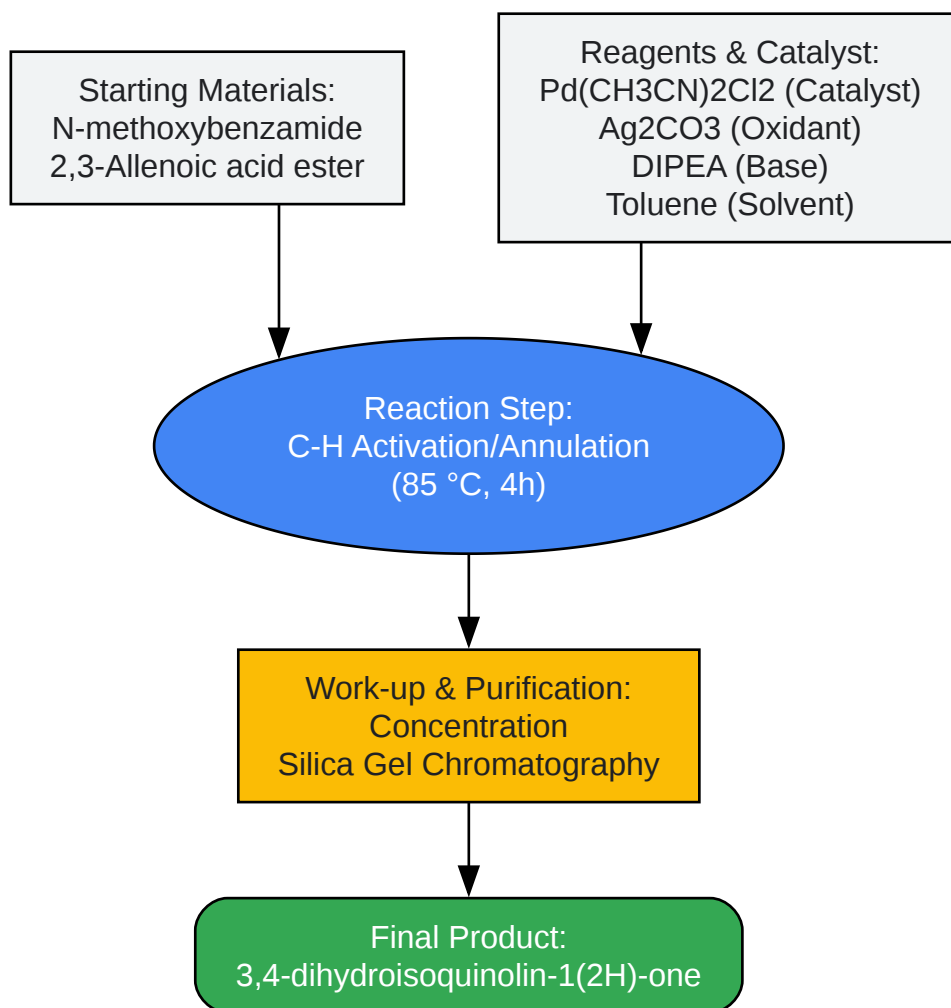 Starting Materials:
N-methoxybenzamide
2,3-Allenoic acid ester
Reagents & Catalyst:
Pd(CH3CN)2Cl2 (Catalyst)
Ag2CO3 (Oxidant)
DIPEA (Base)
Toluene (Solvent)
Reaction Step:
C-H Activation/Annulation
(85 °C, 4h)
Work-up & Purification:
Concentration
Silica Gel Chromatography
Final Product:
3,4-dihydroisoquinolin-1(2H)-one